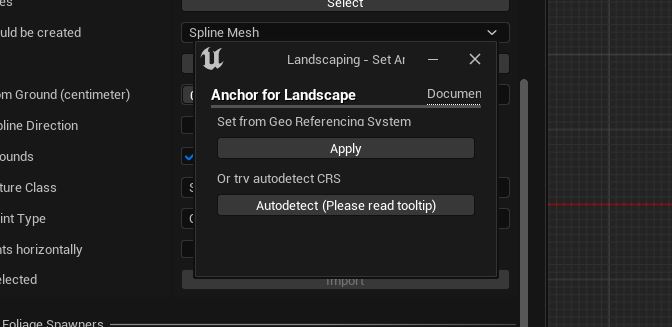 es
Select
uld be created
Spline Mesh
Landscaping - Set Ar
om Ground (centimeter)
Anchor for Landscape
Documen
pline Direction
Set from Geo Referencing System
ounds
Apply
ture Class
Or try autodetect CRS
int Type
Autodetect (Please read tooltip)
nts horizontally
elected
Import
Foliage Spawners